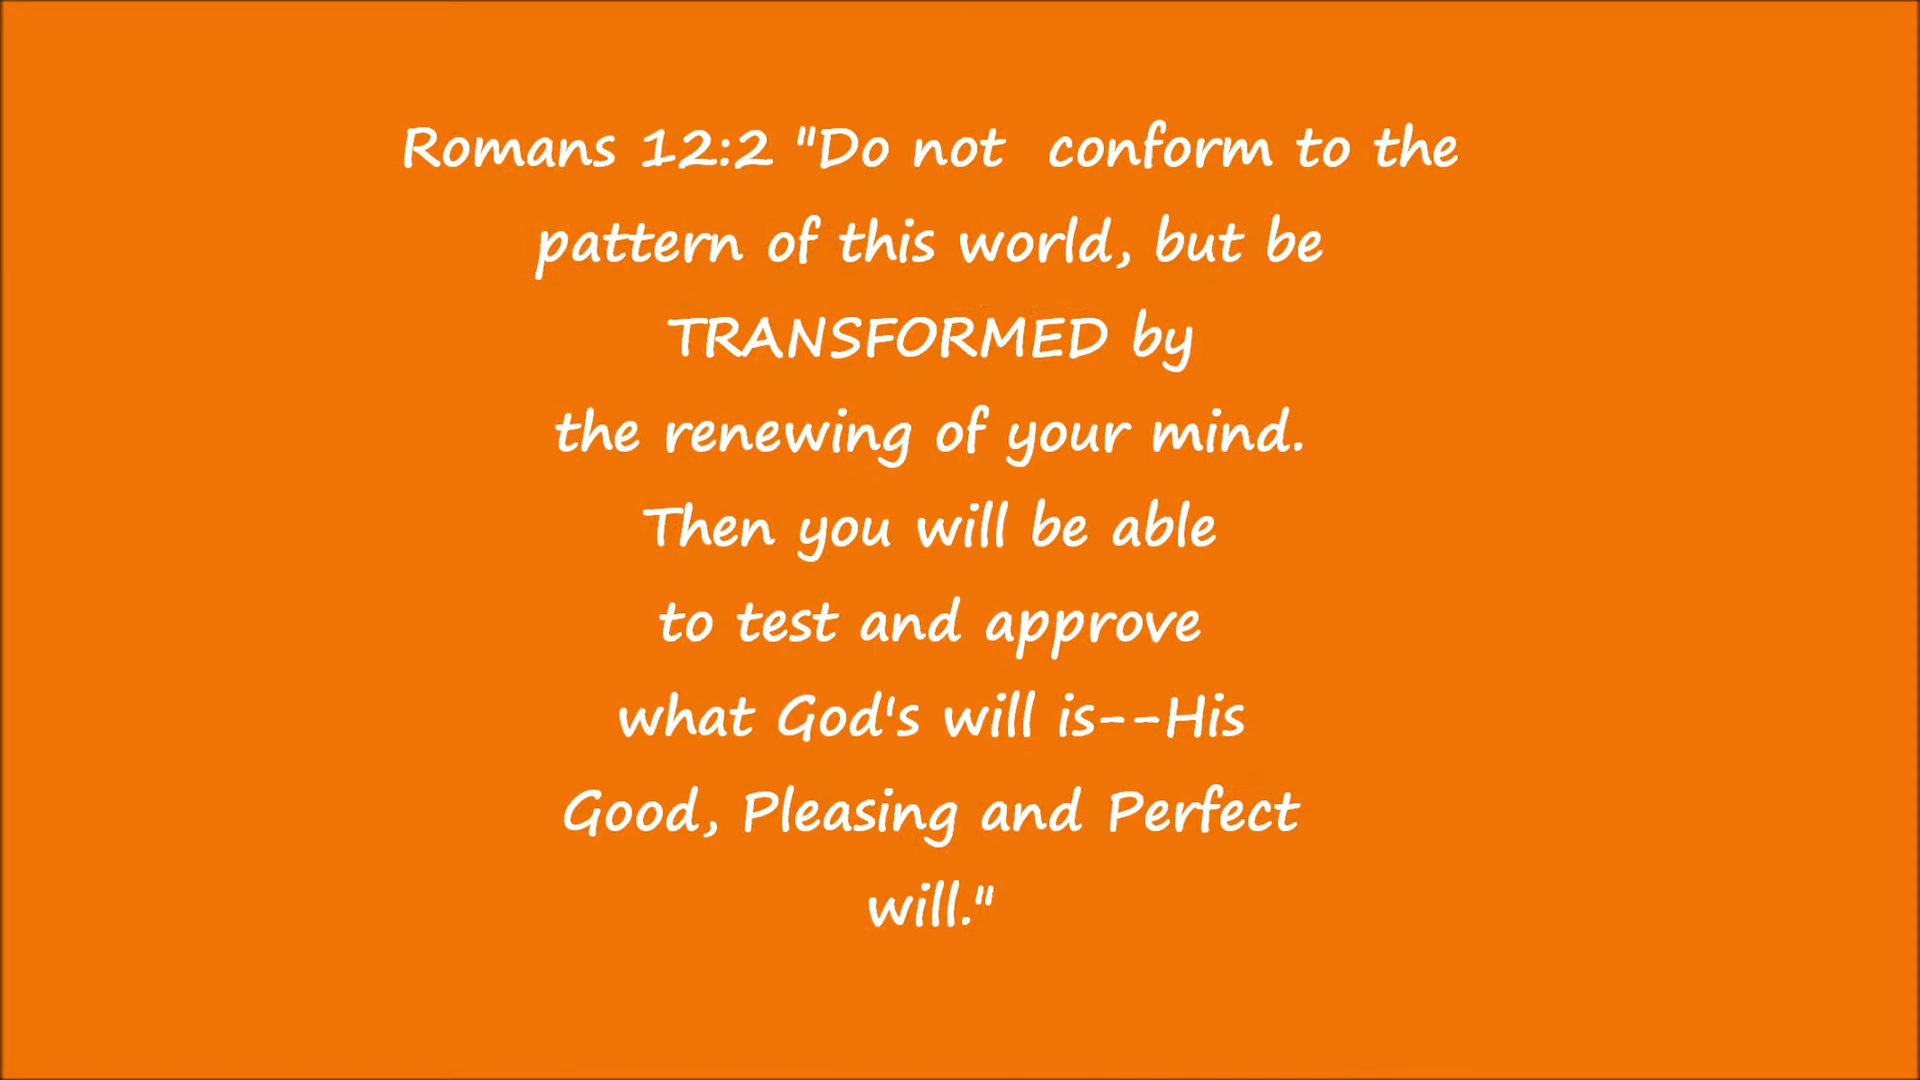 Romans 12:2 "Do not  conform to the
pattern of this world, but be
TRANSFORMED by
the renewing of your mind.
Then you will be able
to test and approve
what God's will is--His
Good, Pleasing and Perfect
will."